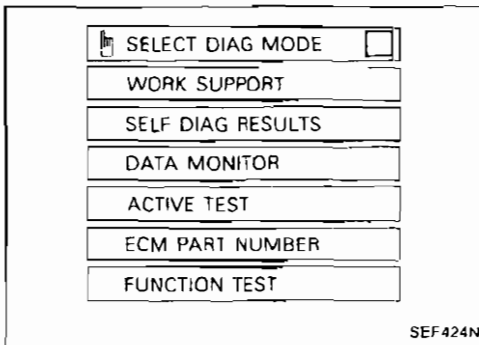 SELECT DIAG MODE
WORK SUPPORT
SELF DIAG RESULTS
DATA MONITOR
ACTIVE TEST
ECM PART NUMBER
FUNCTION TEST
SEF424N